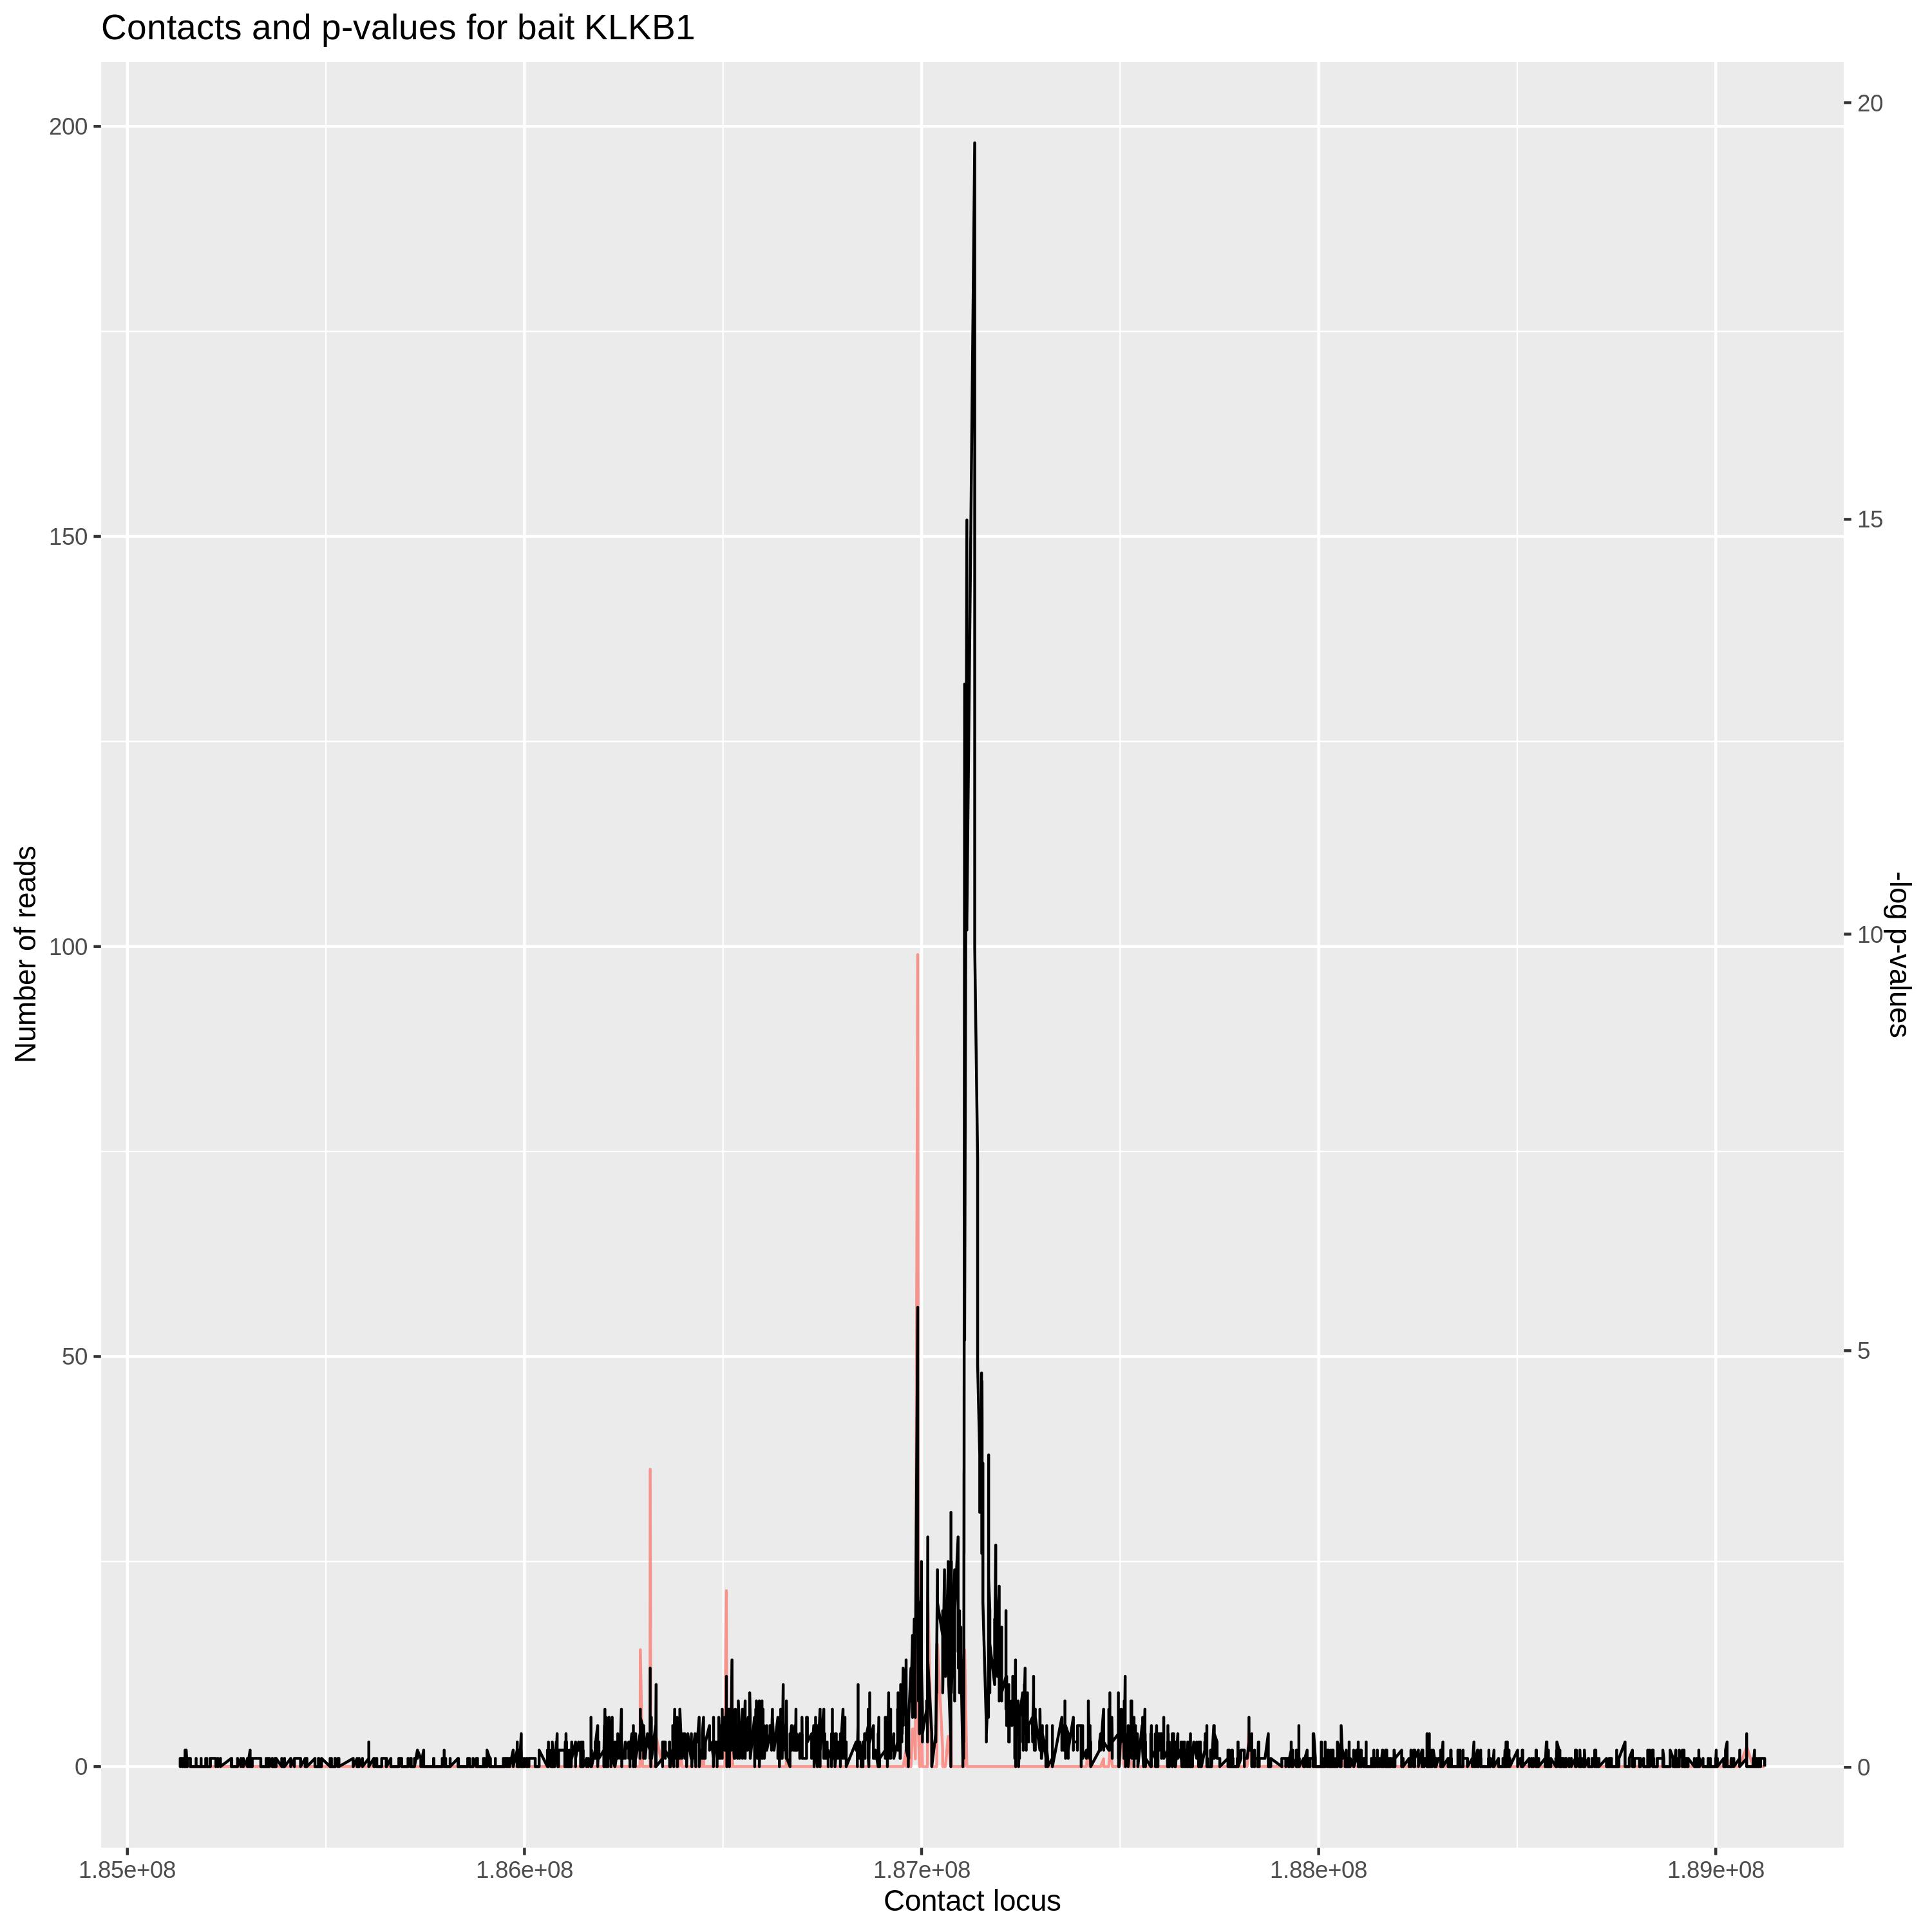 Contacts and p-values for bait KLKB1
200
150
100
50
0
Number of reads
20
15
10
5
0
-log p-values
1.85e+08
1.86e+08
1.87e+08
1.88e+08
1.89e+08
Contact locus